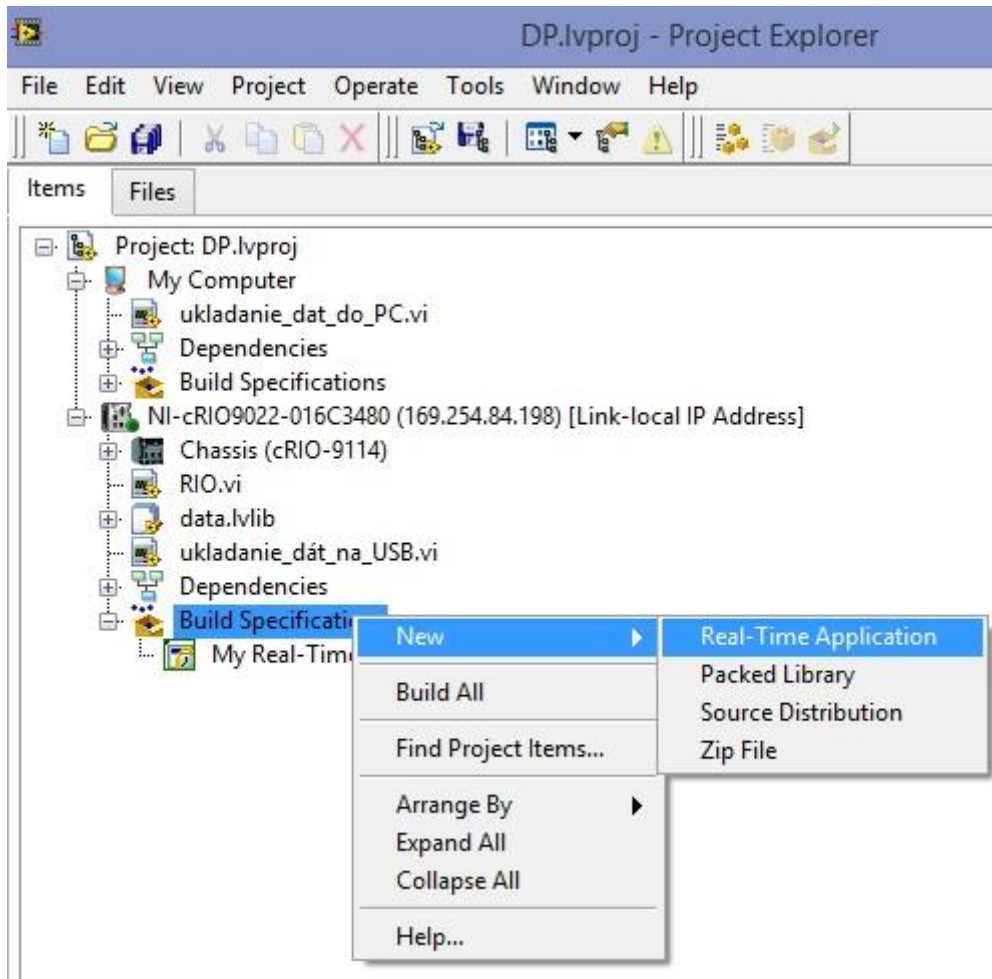 DP.lvproj - Project Explorer
File Edit View Project Operate Tools Window Help
Items Files
Project: DP.lvproj
My Computer
ukladanie_dat_do_PC.vi
Dependencies
Build Specifications
NI-cRIO9022-016C3480 (169.254.84.198) [Link-local IP Address]
Chassis (cRIO-9114)
RIO.vi
data.lvlib
ukladanie_dát_na_USB.vi
Dependencies
Build Specificati
My Real-Tim
New
Build All
Find Project Items...
Arrange By
Expand All
Collapse All
Help...
Real-Time Application
Packed Library
Source Distribution
Zip File